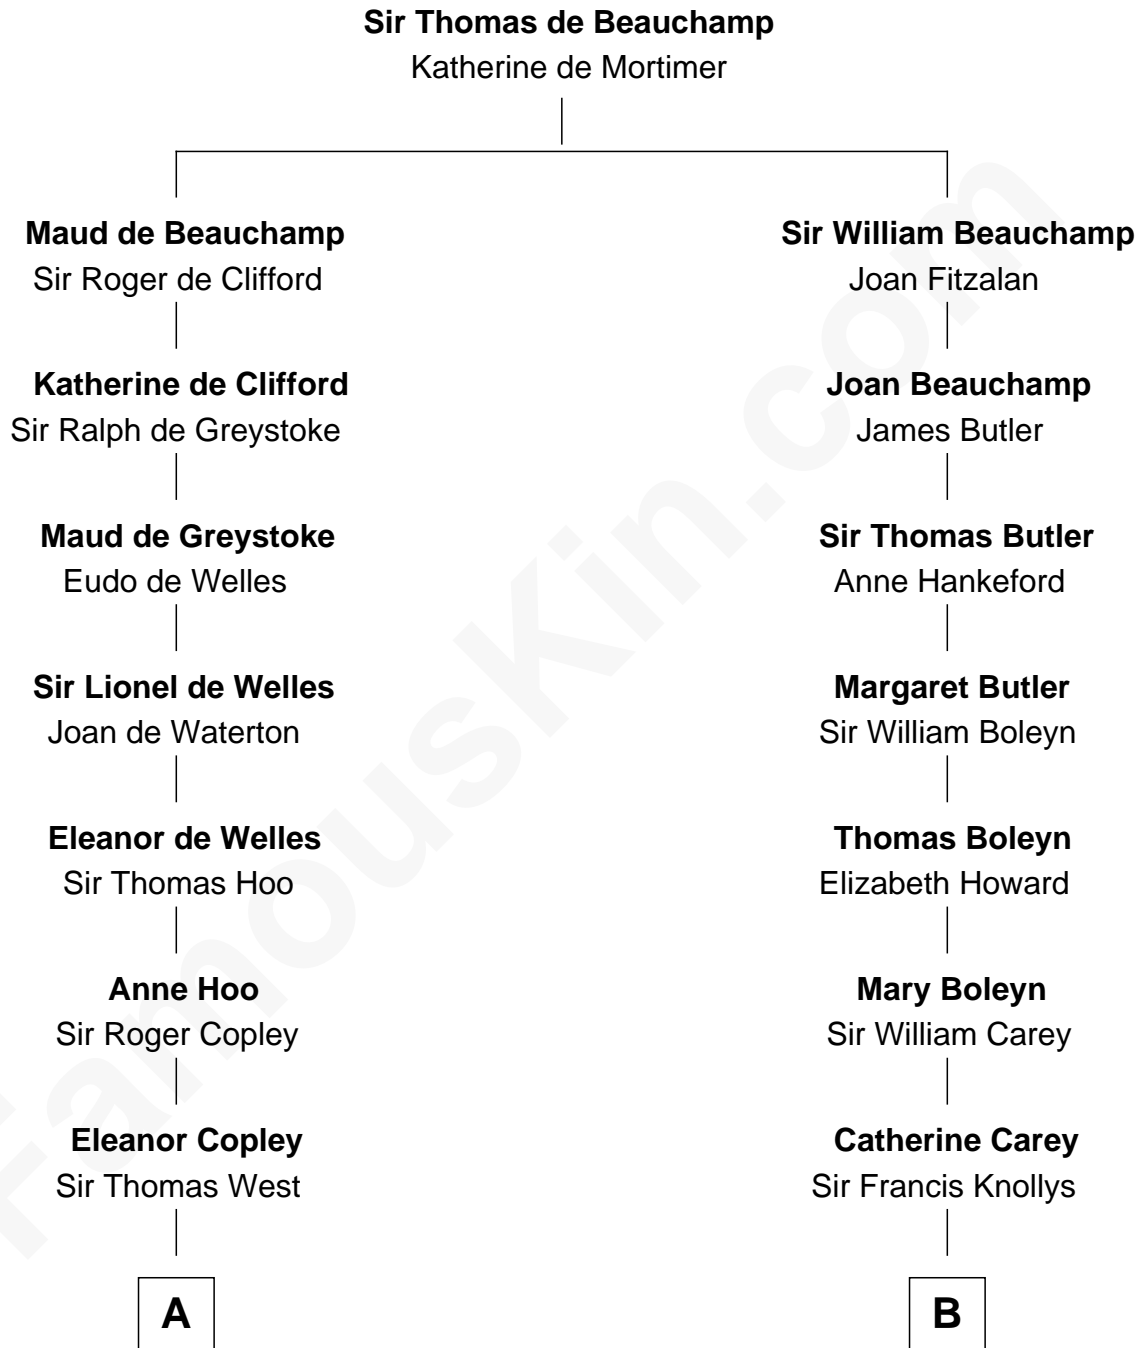 Sir Thomas de Beauchamp
Katherine de Mortimer
Maud de Beauchamp
Sir Roger de Clifford
Katherine de Clifford
Sir Ralph de Greystoke
Maud de Greystoke
Eudo de Welles
Sir Lionel de Welles
Joan de Waterton
Eleanor de Welles
Sir Thomas Hoo
Anne Hoo
Sir Roger Copley
Eleanor Copley
Sir Thomas West
A
Sir William Beauchamp
Joan Fitzalan
Joan Beauchamp
James Butler
Sir Thomas Butler
Anne Hankeford
Margaret Butler
Sir William Boleyn
Thomas Boleyn
Elizabeth Howard
Mary Boleyn
Sir William Carey
Catherine Carey
Sir Francis Knollys
B
FamousKin.com